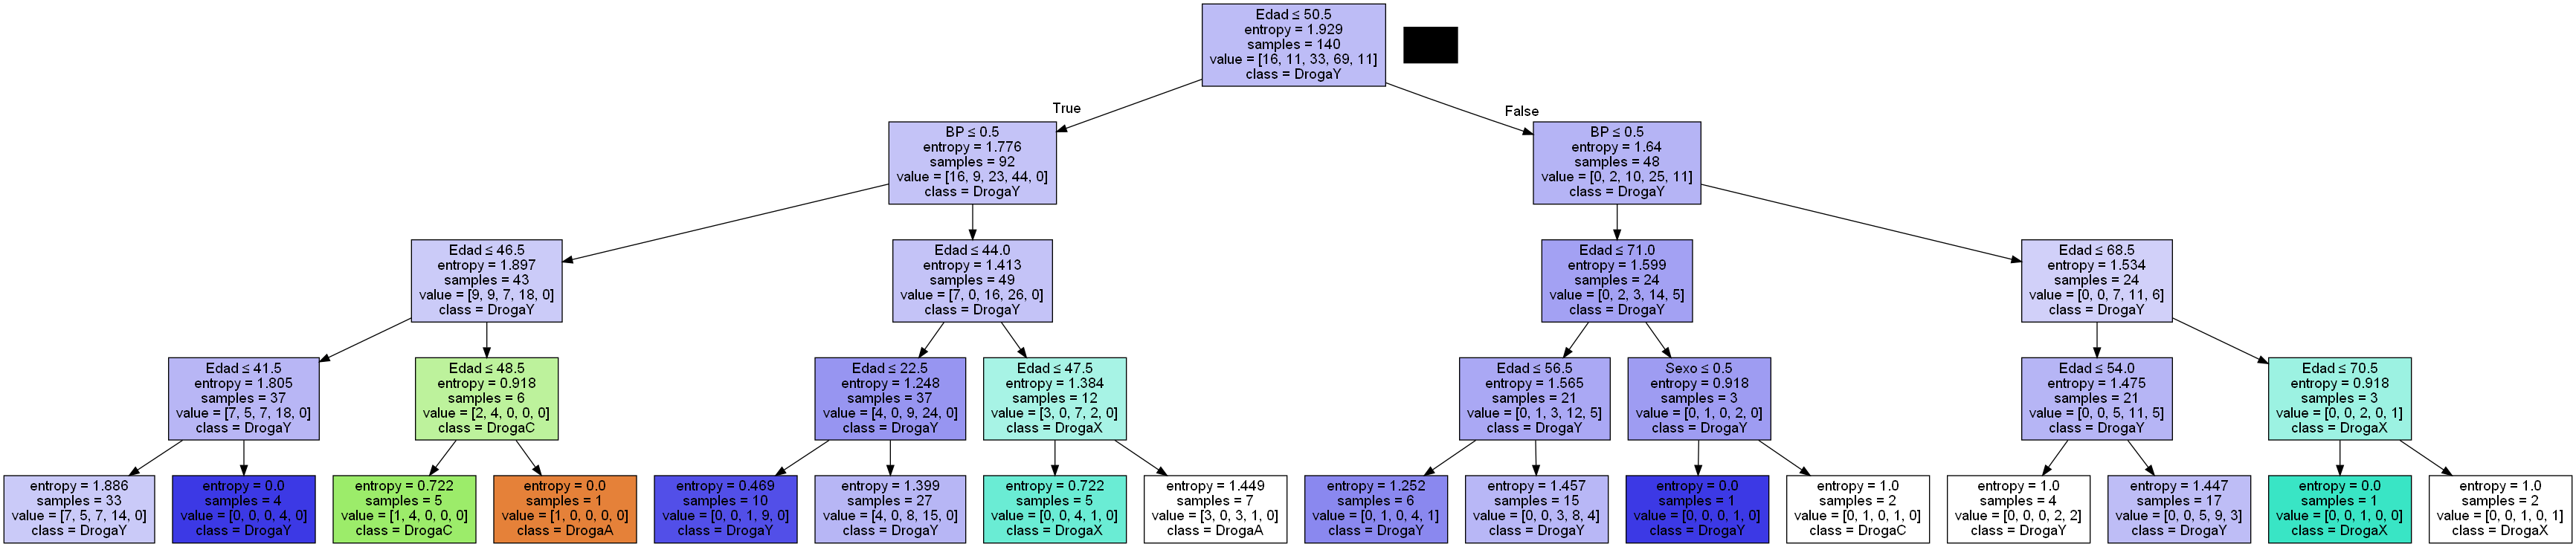 Edad ≤ 50.5
entropy = 1.929
samples = 140
value = [16, 11, 33, 69, 11]
class = DrogaY
True
False
BP ≤ 0.5
entropy = 1.776
samples = 92
value = [16, 9, 23, 44, 0]
class = DrogaY
BP ≤ 0.5
entropy = 1.64
samples = 48
value = [0, 2, 10, 25, 11]
class = DrogaY
Edad ≤ 46.5
entropy = 1.897
samples = 43
value = [9, 9, 7, 18, 0]
class = DrogaY
Edad ≤ 44.0
entropy = 1.413
samples = 49
value = [7, 0, 16, 26, 0]
class = DrogaY
Edad ≤ 71.0
entropy = 1.599
samples = 24
value = [0, 2, 3, 14, 5]
class = DrogaY
Edad ≤ 68.5
entropy = 1.534
samples = 24
value = [0, 0, 7, 11, 6]
class = DrogaY
Edad ≤ 41.5
entropy = 1.805
samples = 37
value = [7, 5, 7, 18, 0]
class = DrogaY
Edad ≤ 48.5
entropy = 0.918
samples = 6
value = [2, 4, 0, 0, 0]
class = DrogaC
Edad ≤ 22.5
entropy = 1.248
samples = 37
value = [4, 0, 9, 24, 0]
class = DrogaY
Edad ≤ 47.5
entropy = 1.384
samples = 12
value = [3, 0, 7, 2, 0]
class = DrogaX
Edad ≤ 56.5
entropy = 1.565
samples = 21
value = [0, 1, 3, 12, 5]
class = DrogaY
Sexo ≤ 0.5
entropy = 0.918
samples = 3
value = [0, 1, 0, 2, 0]
class = DrogaY
Edad ≤ 54.0
entropy = 1.475
samples = 21
value = [0, 0, 5, 11, 5]
class = DrogaY
Edad ≤ 70.5
entropy = 0.918
samples = 3
value = [0, 0, 2, 0, 1]
class = DrogaX
entropy = 1.886
samples = 33
value = [7, 5, 7, 14, 0]
class = DrogaY
entropy = 0.0
samples = 4
value = [0, 0, 0, 4, 0]
class = DrogaY
entropy = 0.722
samples = 5
value = [1, 4, 0, 0, 0]
class = DrogaC
entropy = 0.0
samples = 1
value = [1, 0, 0, 0, 0]
class = DrogaA
entropy = 0.469
samples = 10
value = [0, 0, 1, 9, 0]
class = DrogaY
entropy = 1.399
samples = 27
value = [4, 0, 8, 15, 0]
class = DrogaY
entropy = 0.722
samples = 5
value = [0, 0, 4, 1, 0]
class = DrogaX
entropy = 1.449
samples = 7
value = [3, 0, 3, 1, 0]
class = DrogaA
entropy = 1.252
samples = 6
value = [0, 1, 0, 4, 1]
class = DrogaY
entropy = 1.457
samples = 15
value = [0, 0, 3, 8, 4]
class = DrogaY
entropy = 0.0
samples = 1
value = [0, 0, 0, 1, 0]
class = DrogaY
entropy = 1.0
samples = 2
value = [0, 1, 0, 1, 0]
class = DrogaC
entropy = 1.0
samples = 4
value = [0, 0, 0, 2, 2]
class = DrogaY
entropy = 1.447
samples = 17
value = [0, 0, 5, 9, 3]
class = DrogaY
entropy = 0.0
samples = 1
value = [0, 0, 1, 0, 0]
class = DrogaX
entropy = 1.0
samples = 2
value = [0, 0, 1, 0, 1]
class = DrogaX